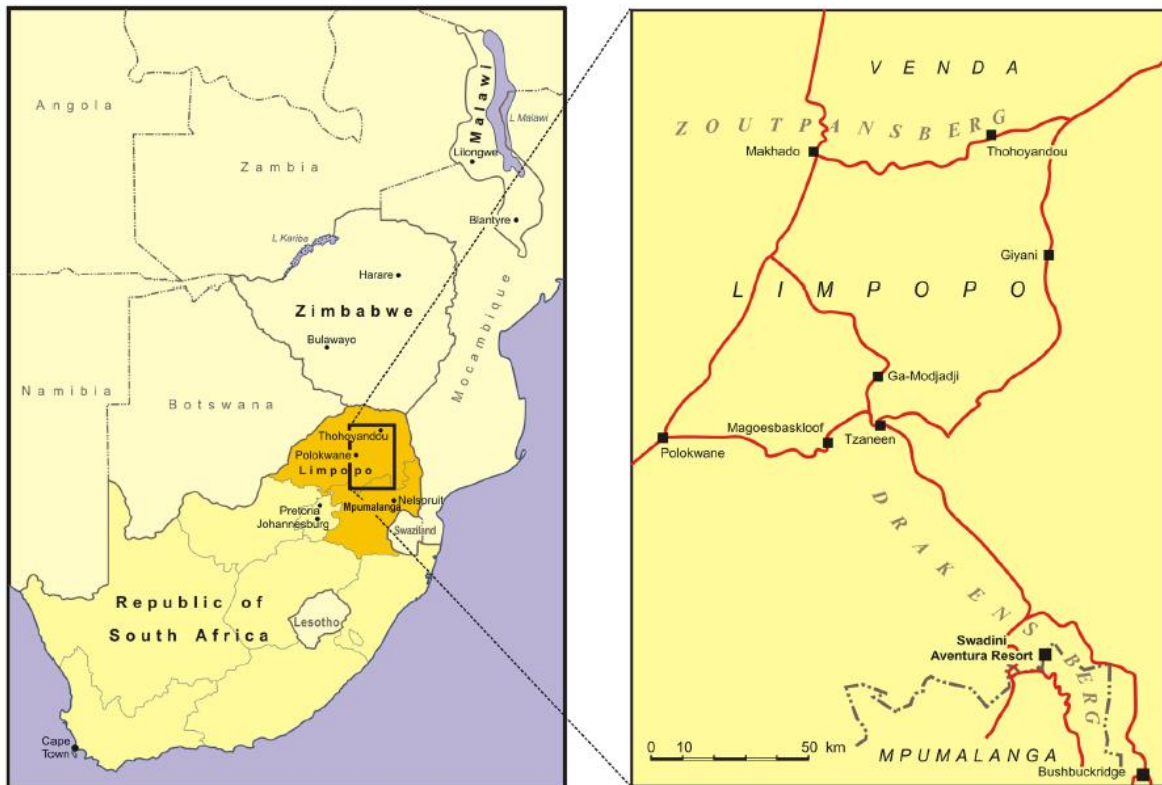 Angola
Zambia
Malawi
L Malawi
Lilongwe
Blantyre
L Kariba
Harare
Zimbabwe
Bulawayo
Mocambique
Namibia
Botswana
Thohoyandou
Polokwane
Limpopo
Nelspruit
Mpumalanga
Pretoria
Johannesburg
Swaziland
Republic of
South Africa
Lesotho
Cape
Town
VENDA
ZOUTPANSBERG
Makhado
Thohoyandou
Giyani
LIMPOPO
Ga-Modjadji
Magoesbaskloof
Tzaneen
Polokwane
DRAKENSBERG
Swadini
Aventura Resort
0 10 50 km
MPUMALANGA
Bushbuckridge